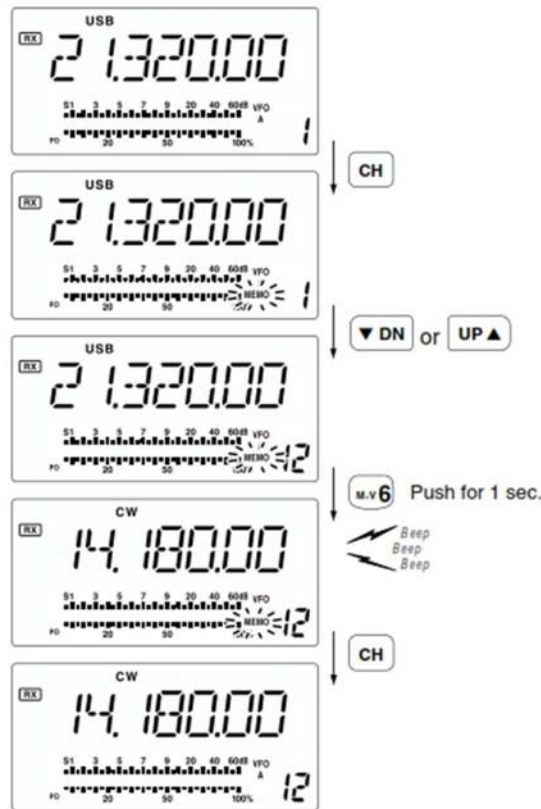 USB
RX 21.320.00
S1 3 5 7 9 20 40 60dB VFO
A
PO 20 50 100% 1
CH
USB
RX 21.320.00
S1 3 5 7 9 20 40 60dB VFO
MEMO 1
PO 20 50
▼ DN or UP ▲
USB
RX 21.320.00
S1 3 5 7 9 20 40 60dB VFO
MEMO 12
PO 20 50
M►V 6 Push for 1 sec.
CW
RX 14.180.00
Beep
Beep
Beep
S1 3 5 7 9 20 40 60dB VFO
MEMO 12
PO 20 50
CH
CW
RX 14.180.00
S1 3 5 7 9 20 40 60dB VFO
A
PO 20 50 100% 12